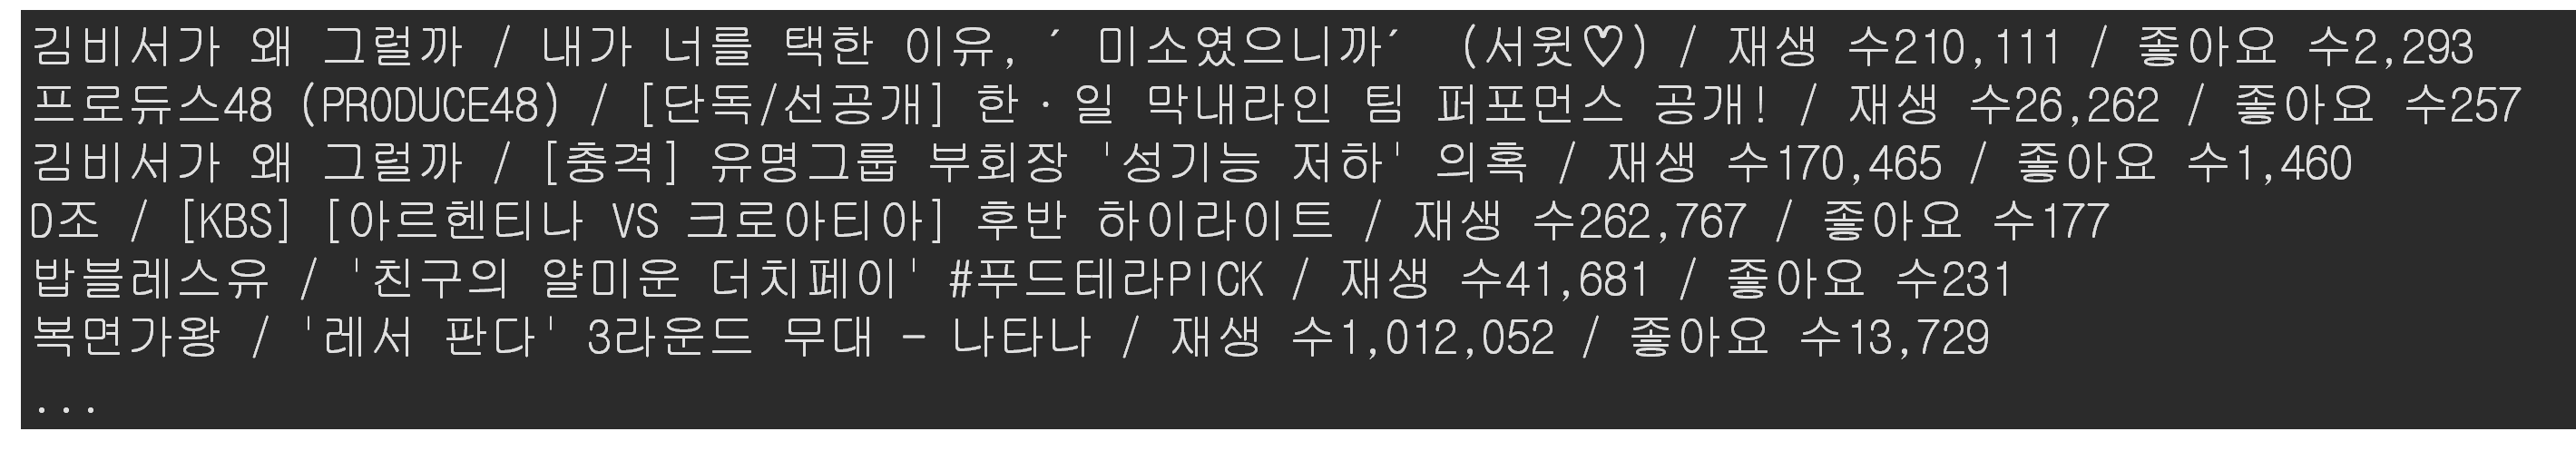 김비서가 왜 그럴까 / 내가 너를 택한 이유, ′ 미소였으니까′  (서윗♡) / 재생 수210,111 / 좋아요 수2,293
프로듀스48 (PRODUCE48) / [단독/선공개] 한·일 막내라인 팀 퍼포먼스 공개! / 재생 수26,262 / 좋아요 수257
김비서가 왜 그럴까 / [충격] 유명그룹 부회장 '성기능 저하' 의혹 / 재생 수170,465 / 좋아요 수1,460
D조 / [KBS] [아르헨티나 VS 크로아티아] 후반 하이라이트 / 재생 수262,767 / 좋아요 수177
밥블레스유 / '친구의 얄미운 더치페이' #푸드테라PICK / 재생 수41,681 / 좋아요 수231
복면가왕 / '레서 판다' 3라운드 무대 - 나타나 / 재생 수1,012,052 / 좋아요 수13,729
...